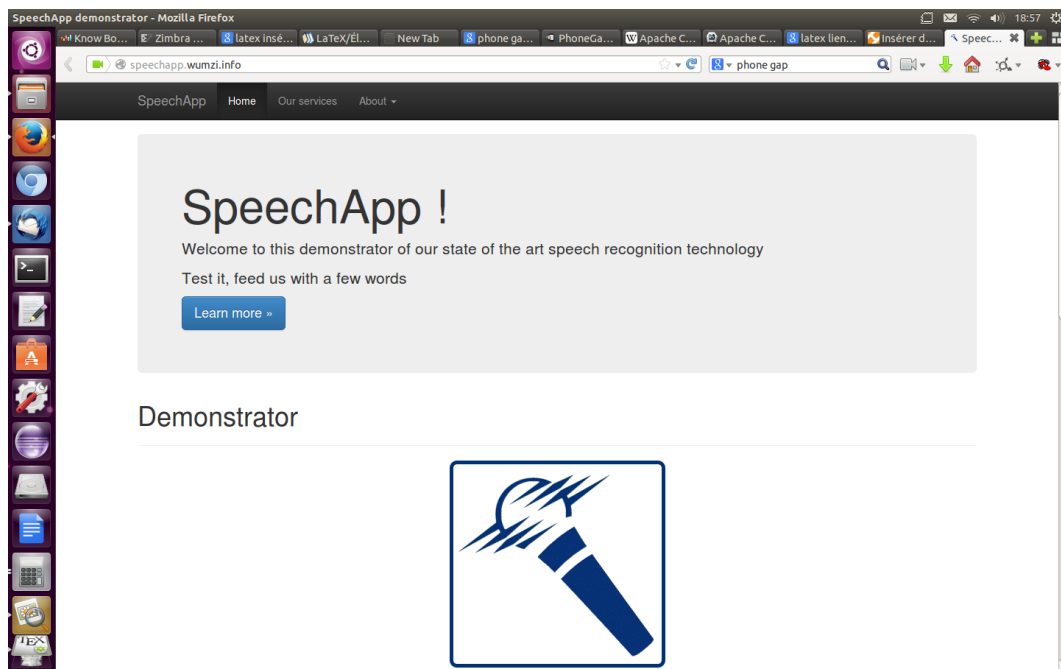 SpeechApp demonstrator - Mozilla Firefox
18:57
Know Bo...
Zimbra ...
latex insé...
LaTeX/Él...
New Tab
phone ga...
PhoneGa...
Apache C...
Apache C...
latex lien...
Insérer d...
Speec...
speechapp.wumzi.info
phone gap
SpeechApp
Home
Our services
About
SpeechApp !
Welcome to this demonstrator of our state of the art speech recognition technology
Test it, feed us with a few words
Learn more »
Demonstrator
TEX